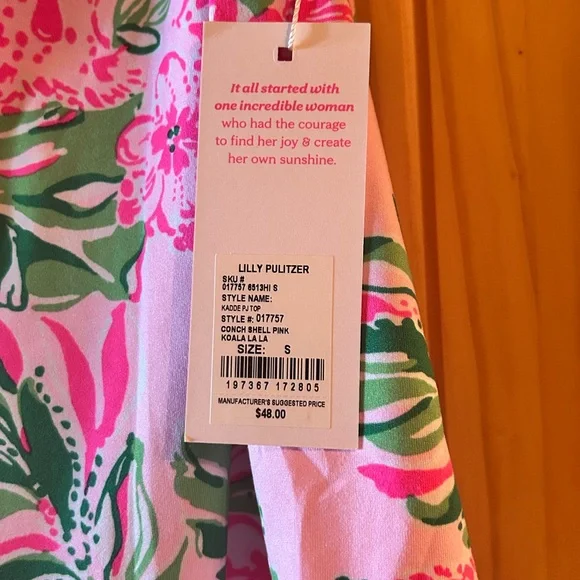 It all started with
one incredible woman
who had the courage
to find her joy & create
her own sunshine.
LILLY PULITZER
SKU #
017757 6513HI S
STYLE NAME:
KADDE PJ TOP
STYLE #: 017757
CONCH SHELL PINK
KOALA LA LA
SIZE: S
197367 172805
MANUFACTURER'S SUGGESTED PRICE
$48.00